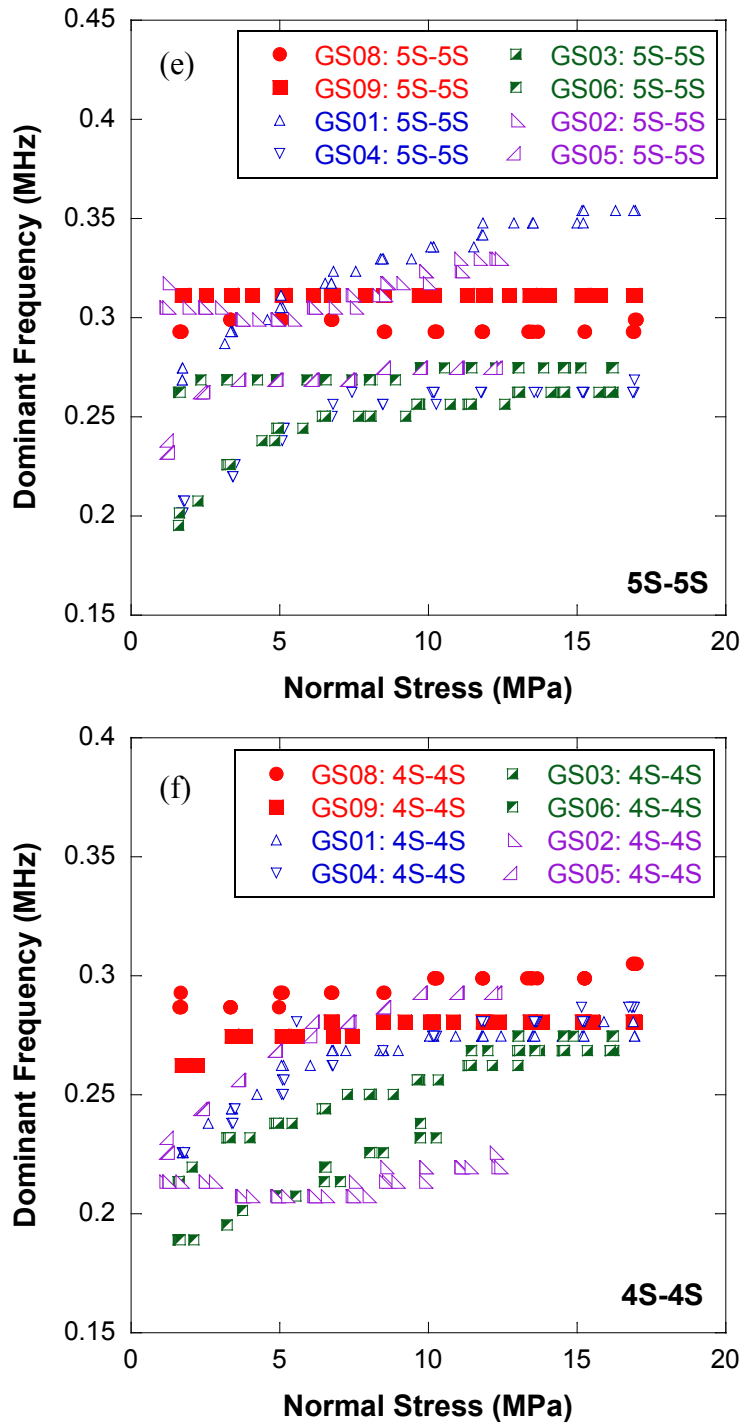 (e)
GS08: 5S-5S
GS09: 5S-5S
GS01: 5S-5S
GS04: 5S-5S
GS03: 5S-5S
GS06: 5S-5S
GS02: 5S-5S
GS05: 5S-5S
0.45
0.4
0.35
0.3
0.25
0.2
0.15
Dominant Frequency (MHz)
5S-5S
0 5 10 15 20
Normal Stress (MPa)
(f)
GS08: 4S-4S
GS09: 4S-4S
GS01: 4S-4S
GS04: 4S-4S
GS03: 4S-4S
GS06: 4S-4S
GS02: 4S-4S
GS05: 4S-4S
0.4
0.35
0.3
0.25
0.2
0.15
Dominant Frequency (MHz)
4S-4S
0 5 10 15 20
Normal Stress (MPa)